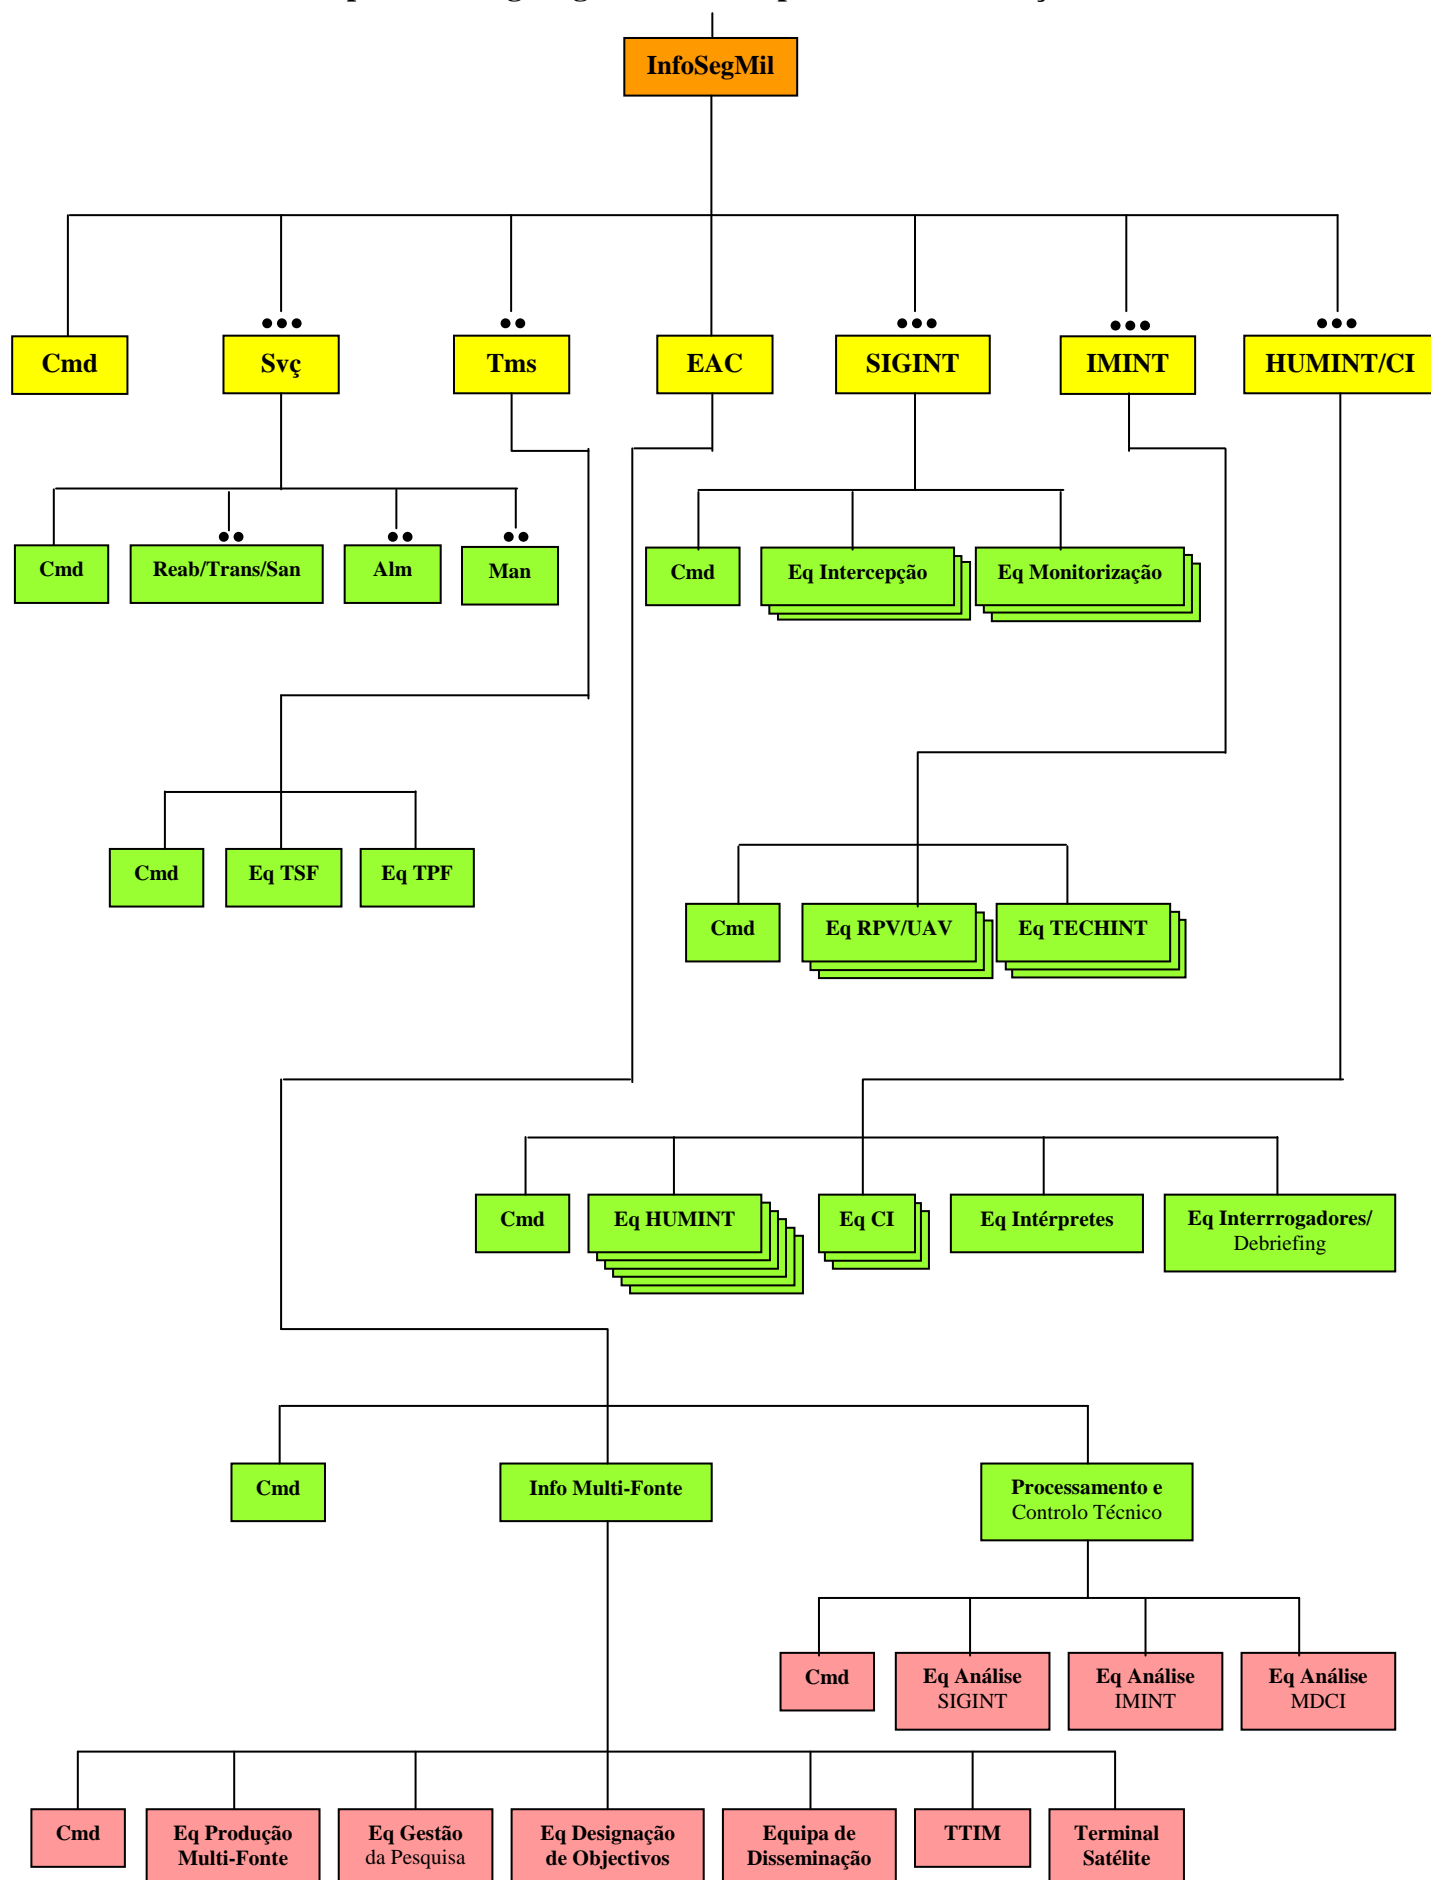 InfoSegMil
Cmd
Svç
Tms
EAC
SIGINT
IMINT
HUMINT/CI
Cmd
Reab/Trans/San
Alm
Man
Cmd
Eq Intercepção
Eq Monitorização
Cmd
Eq TSF
Eq TPF
Cmd
Eq RPV/UAV
Eq TECHINT
Cmd
Eq HUMINT
Eq CI
Eq Intérpretes
Eq Interrrogadores/
Debriefing
Cmd
Info Multi-Fonte
Processamento e
Controlo Técnico
Cmd
Eq Análise
SIGINT
Eq Análise
IMINT
Eq Análise
MDCI
Cmd
Eq Produção
Multi-Fonte
Eq Gestão
da Pesquisa
Eq Designação
de Objectivos
Equipa de
Disseminação
TTIM
Terminal
Satélite